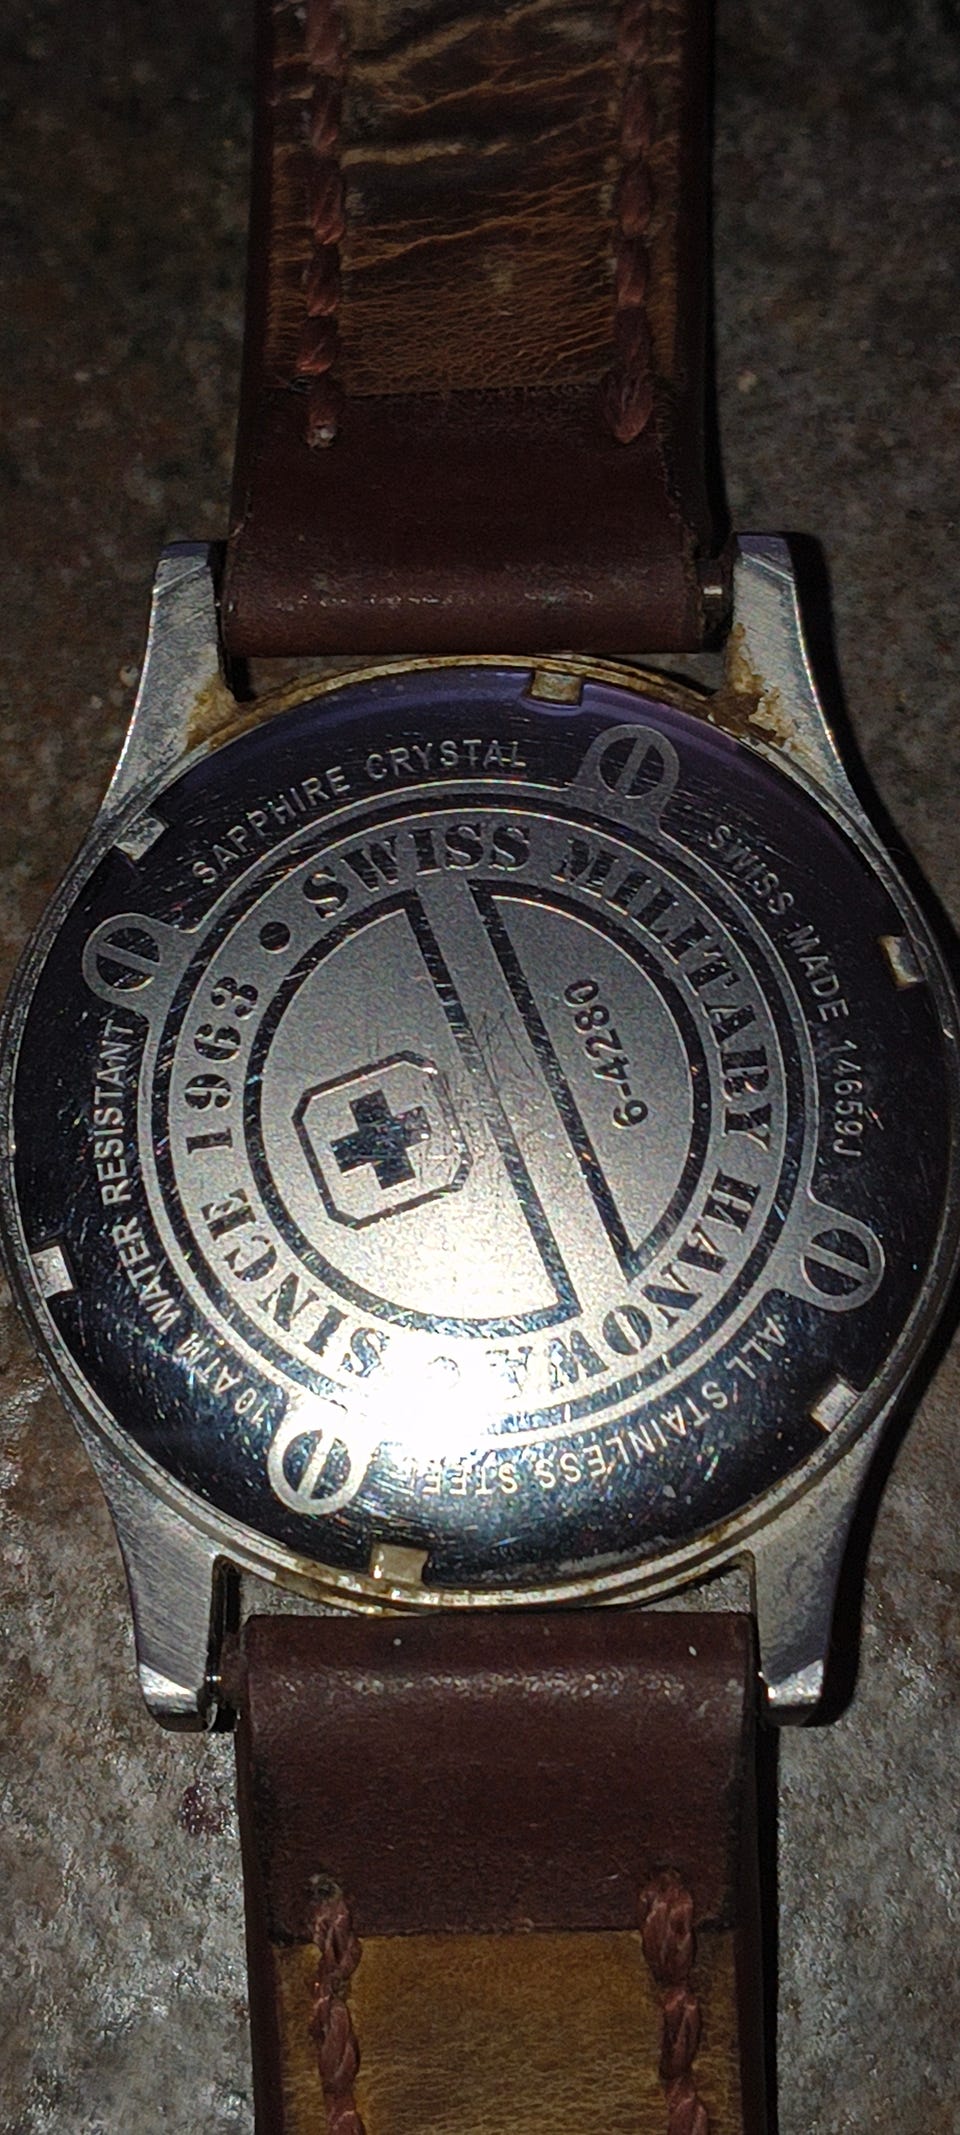 SWISS MILITARY HANOWA
SINCE 1963
6-4280
SAPPHIRE CRYSTAL
SWISS MADE 14659J
ALL STAINLESS STEEL
10 ATM WATER RESISTANT